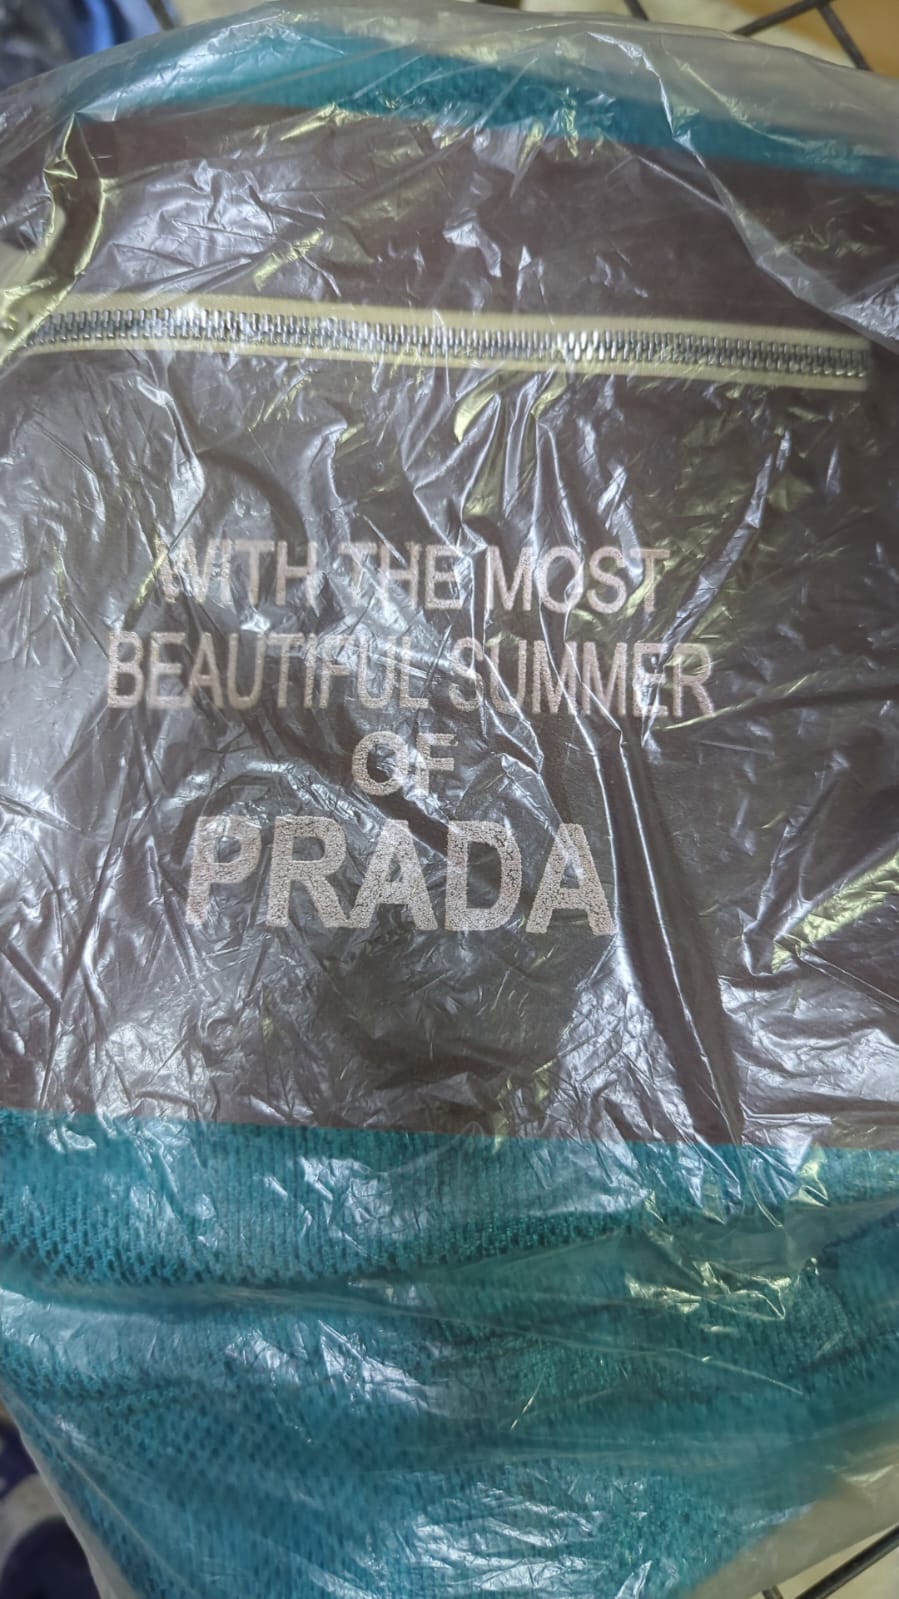 WITH THE MOST
BEAUTIFUL SUMMER
OF
PRADA